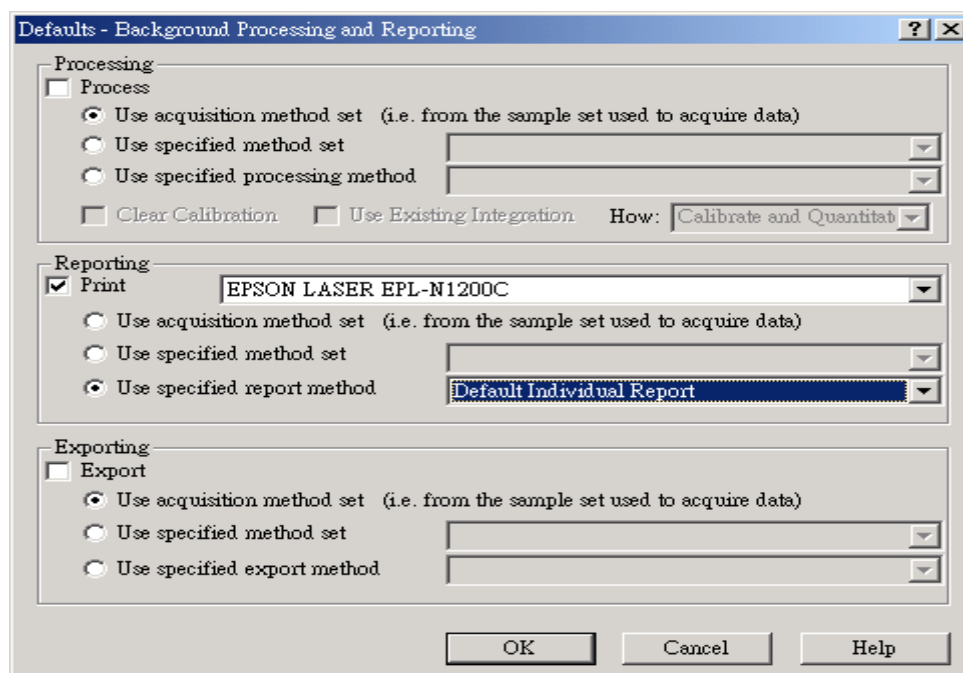 Defaults - Background Processing and Reporting
Processing
Process
Use acquisition method set (i.e. from the sample set used to acquire data)
Use specified method set
Use specified processing method
Clear Calibration Use Existing Integration How: Calibrate and Quantitat
Reporting
Print EPSON LASER EPL-N1200C
Use acquisition method set (i.e. from the sample set used to acquire data)
Use specified method set
Use specified report method Default Individual Report
Exporting
Export
Use acquisition method set (i.e. from the sample set used to acquire data)
Use specified method set
Use specified export method
OK Cancel Help